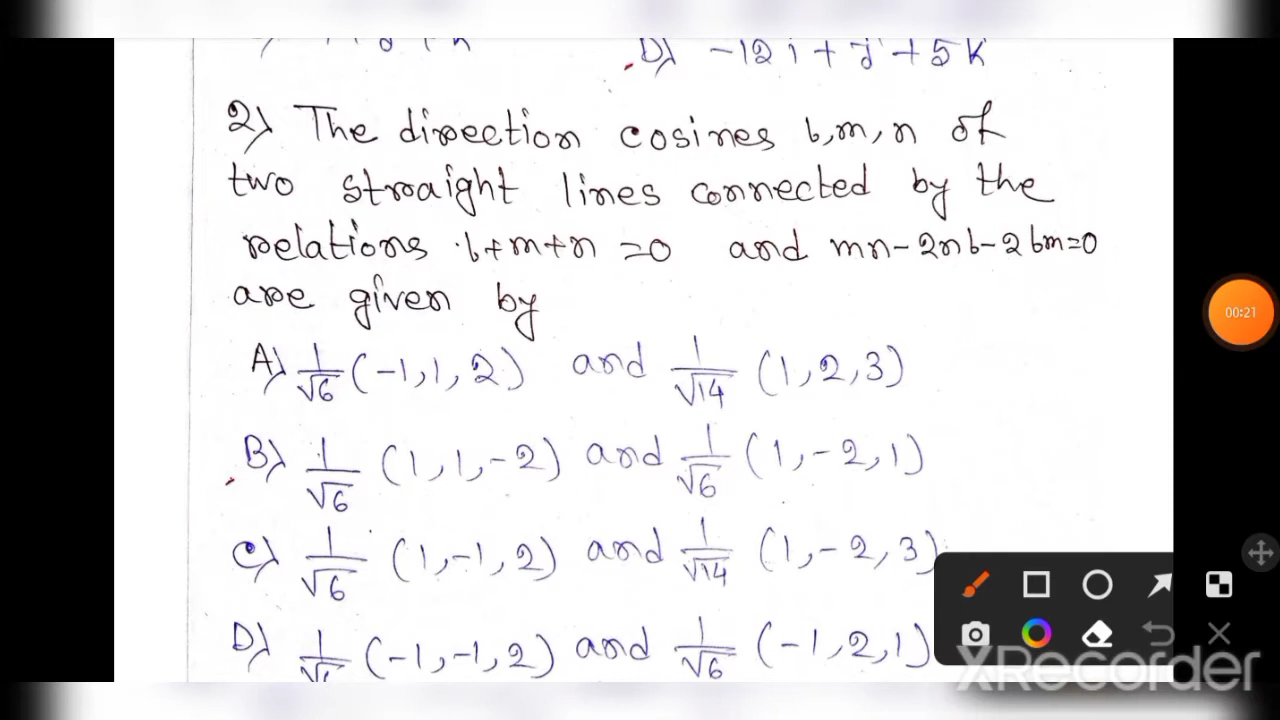 D) -12 i + j + 5k
2) The direction cosines l, m, n of
two straight lines connected by the
relations l+m+n =0 and mn-2nl-2lm=0
are given by
A) 1/√6 (-1, 1, 2) and 1/√14 (1, 2, 3)
B) 1/√6 (1, 1, -2) and 1/√6 (1, -2, 1)
C) 1/√6 (1, -1, 2) and 1/√14 (1, -2, 3)
D) (-1, -1, 2) and 1/√6 (-1, 2, 1)
00:21
XRecorder